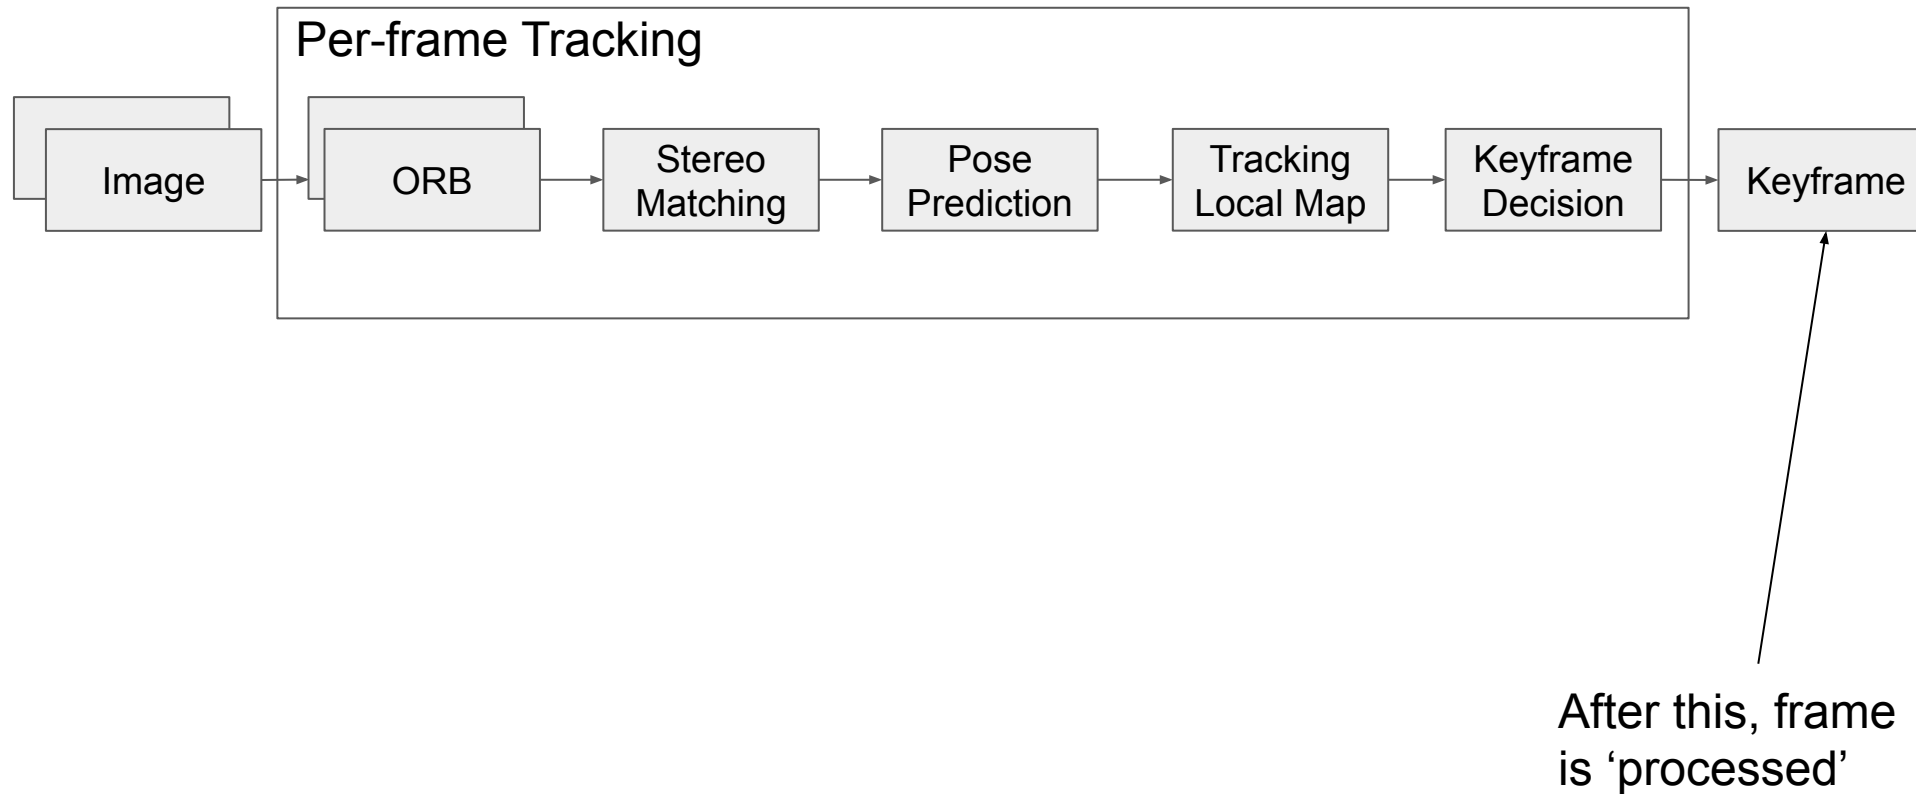 Per-frame Tracking
Image
ORB
Stereo
Matching
Pose
Prediction
Tracking
Local Map
Keyframe
Decision
Keyframe
After this, frame
is ‘processed’